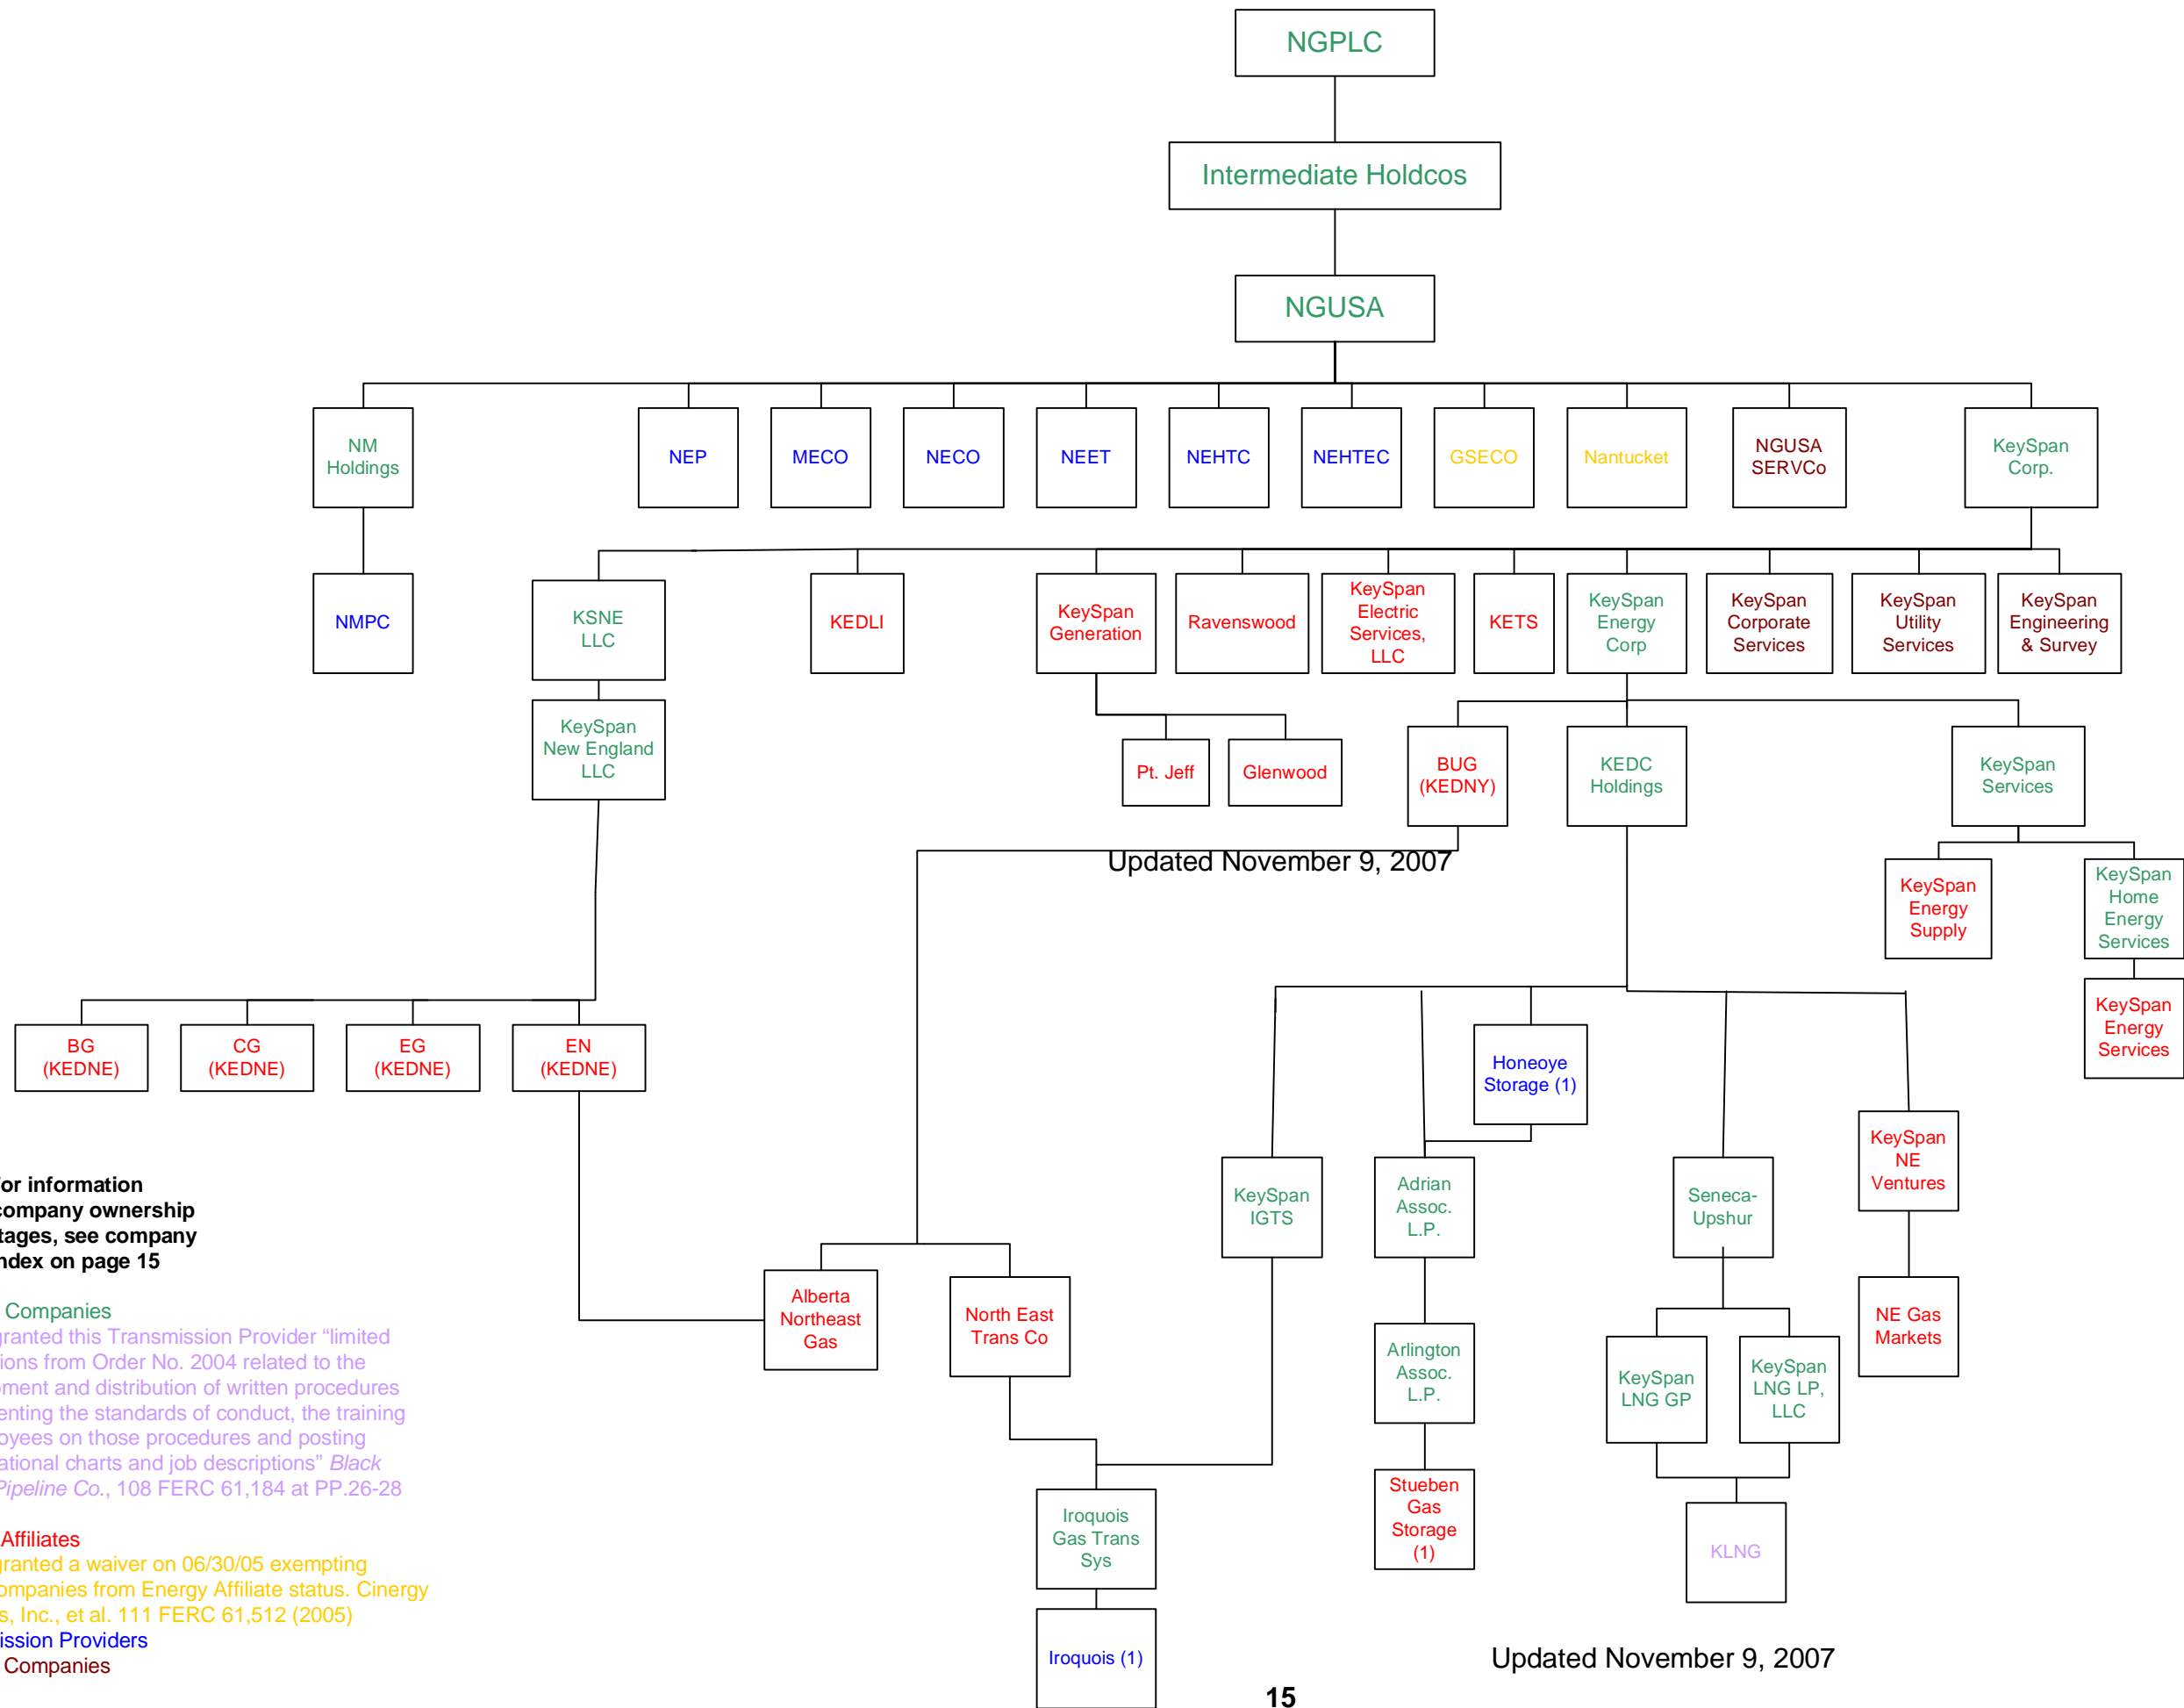 NGPLC
Intermediate Holdcos
NGUSA
NM
Holdings
NEP
MECO
NECO
NEET
NEHTC
NEHTEC
GSECO
Nantucket
NGUSA
SERVCo
KeySpan
Corp.
NMPC
KSNE
LLC
KEDLI
KeySpan
Generation
Ravenswood
KeySpan
Electric
Services,
LLC
KETS
KeySpan
Energy
Corp
KeySpan
Corporate
Services
KeySpan
Utility
Services
KeySpan
Engineering
& Survey
KeySpan
New England
LLC
Pt. Jeff
Glenwood
BUG
(KEDNY)
KEDC
Holdings
KeySpan
Services
Updated November 9, 2007
KeySpan
Energy
Supply
KeySpan
Home
Energy
Services
KeySpan
Energy
Services
BG
(KEDNE)
CG
(KEDNE)
EG
(KEDNE)
EN
(KEDNE)
Honeoye
Storage (1)
KeySpan
NE
Ventures
KeySpan
IGTS
Adrian
Assoc.
L.P.
Seneca-
Upshur
Alberta
Northeast
Gas
North East
Trans Co
NE Gas
Markets
Arlington
Assoc.
L.P.
KeySpan
LNG GP
KeySpan
LNG LP,
LLC
Stueben
Gas
Storage
(1)
Iroquois
Gas Trans
Sys
KLNG
Iroquois (1)
or information
company ownership
tages, see company
ndex on page 15
Companies
granted this Transmission Provider “limited
tions from Order No. 2004 related to the
pment and distribution of written procedures
enting the standards of conduct, the training
oyees on those procedures and posting
ational charts and job descriptions” Black
Pipeline Co., 108 FERC 61,184 at PP.26-28
Affiliates
granted a waiver on 06/30/05 exempting
ompanies from Energy Affiliate status. Cinergy
s, Inc., et al. 111 FERC 61,512 (2005)
ission Providers
Companies
Updated November 9, 2007
15